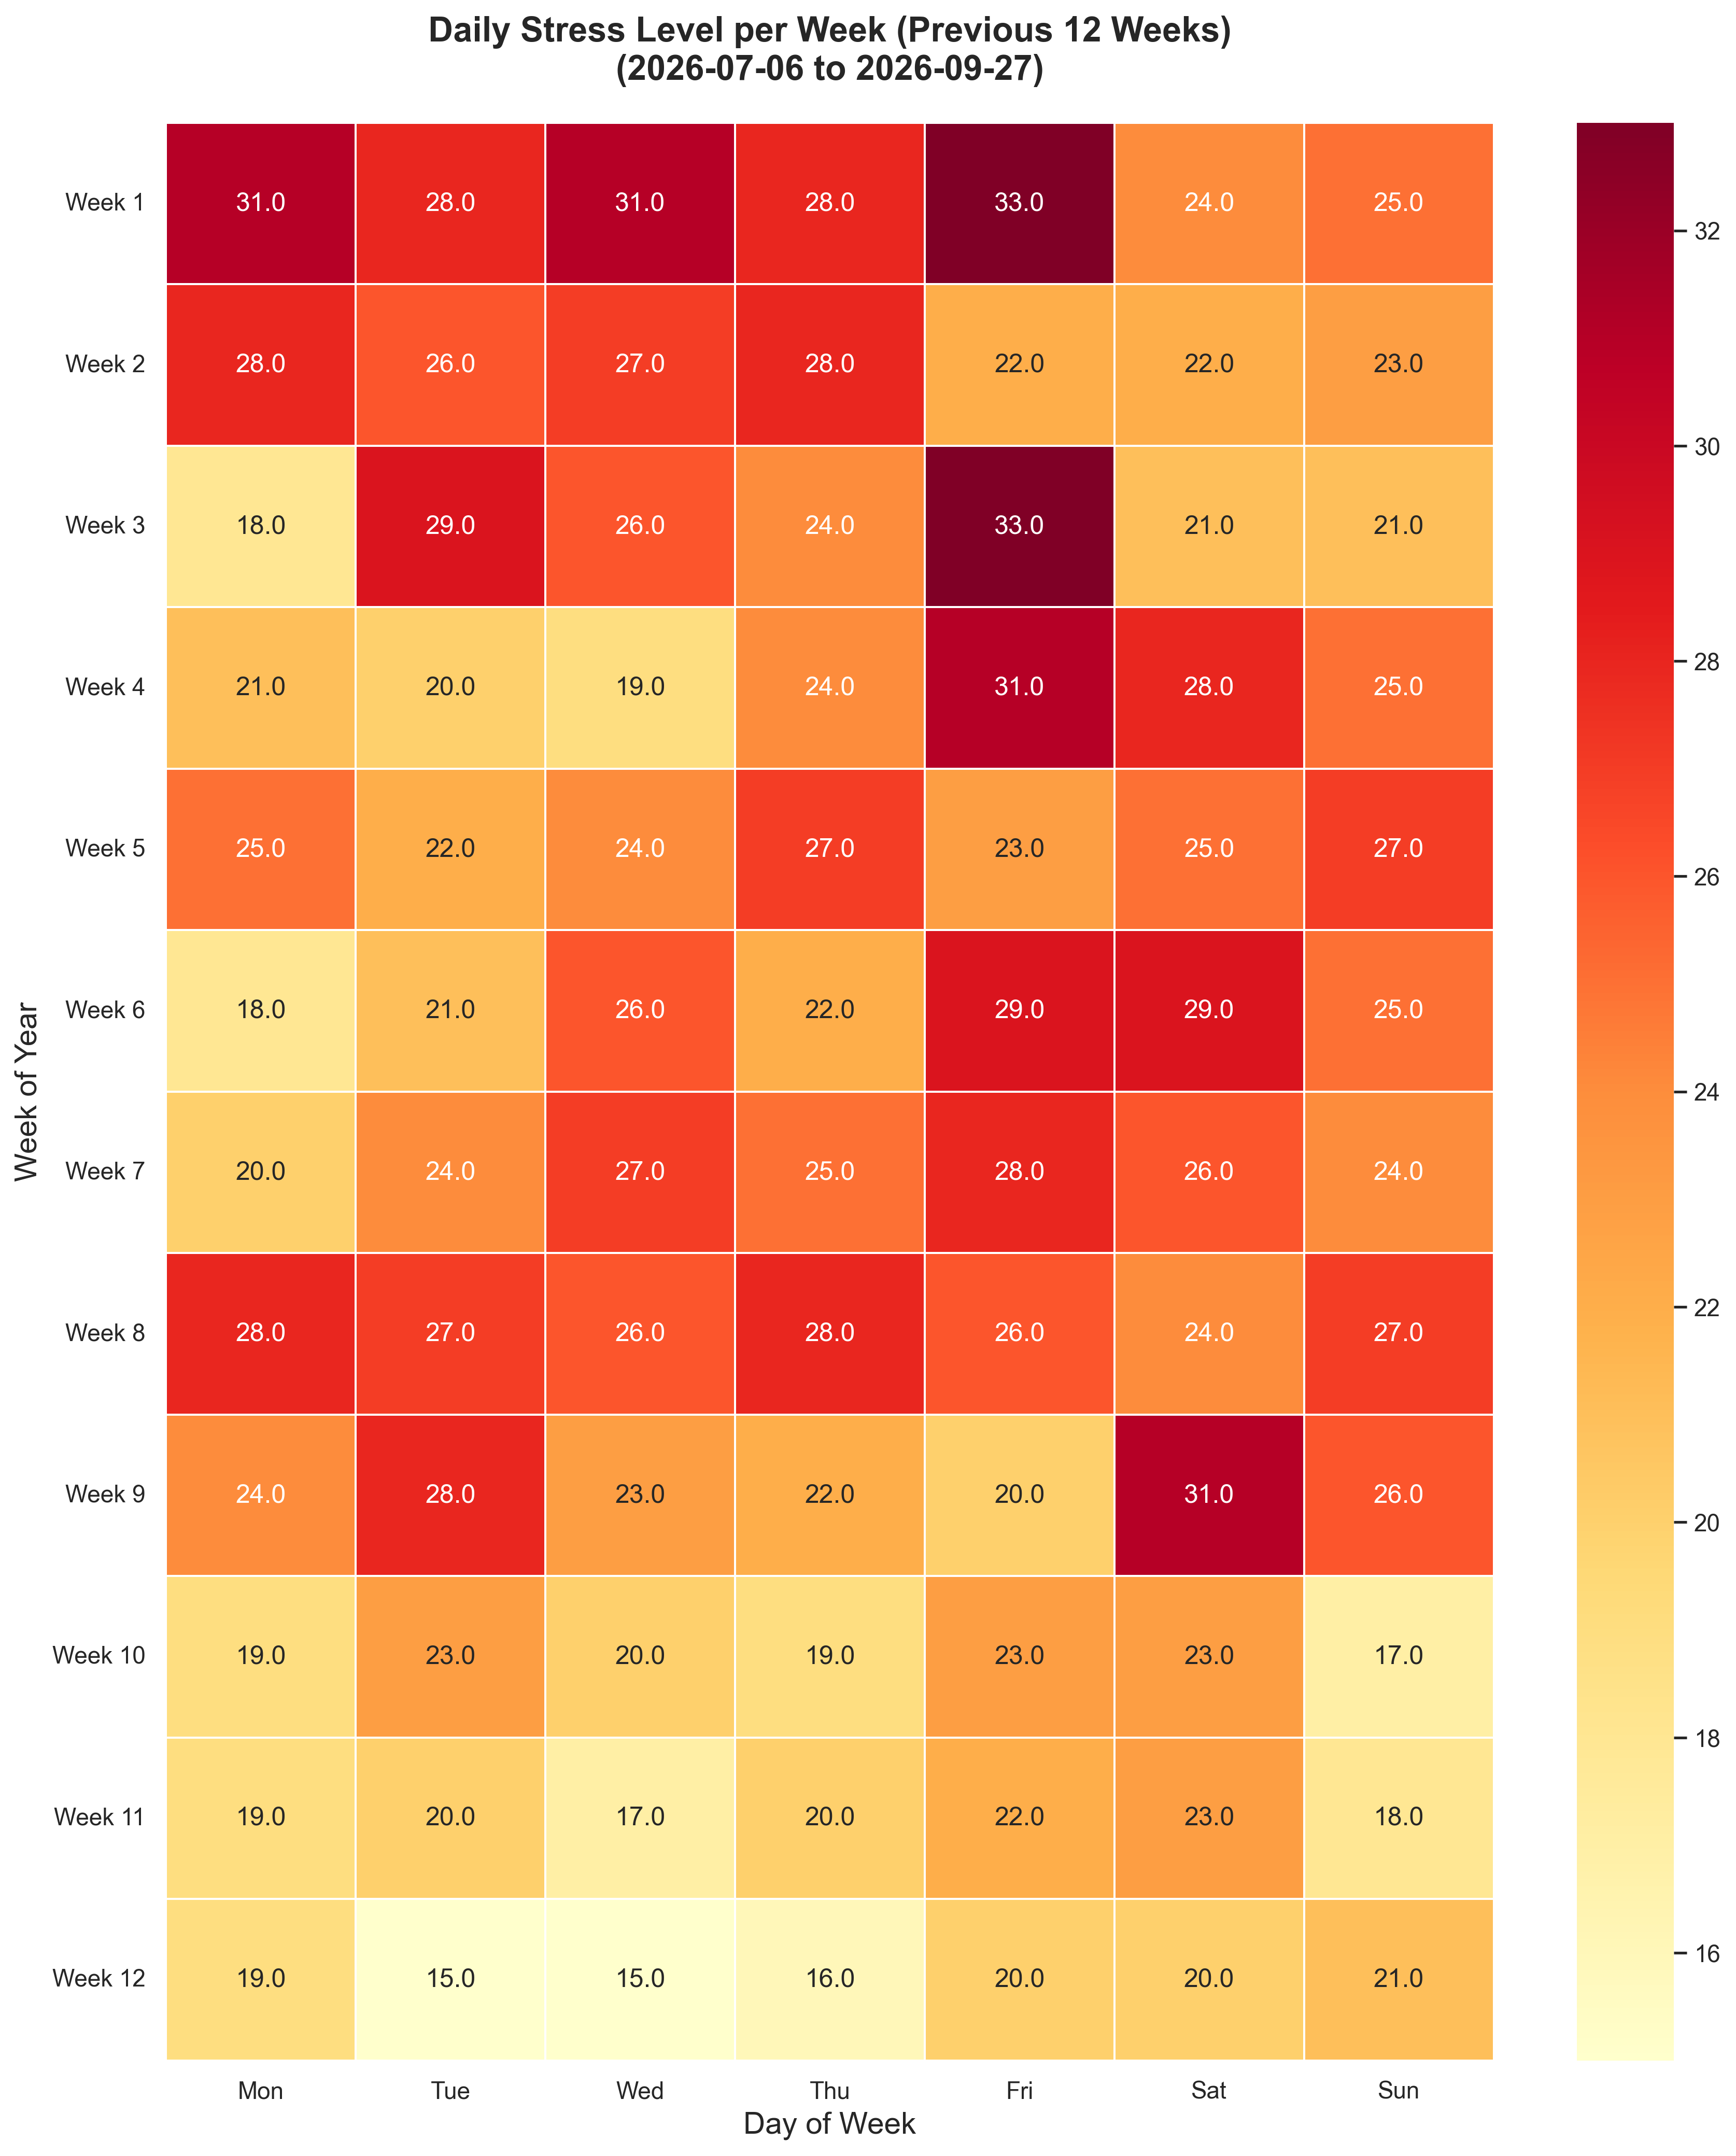 Daily Stress Level per Week (Previous 12 Weeks)
(2026-07-06 to 2026-09-27)
Week of Year
Week 1 31.0 28.0 31.0 28.0 33.0 24.0 25.0
Week 2 28.0 26.0 27.0 28.0 22.0 22.0 23.0
Week 3 18.0 29.0 26.0 24.0 33.0 21.0 21.0
Week 4 21.0 20.0 19.0 24.0 31.0 28.0 25.0
Week 5 25.0 22.0 24.0 27.0 23.0 25.0 27.0
Week 6 18.0 21.0 26.0 22.0 29.0 29.0 25.0
Week 7 20.0 24.0 27.0 25.0 28.0 26.0 24.0
Week 8 28.0 27.0 26.0 28.0 26.0 24.0 27.0
Week 9 24.0 28.0 23.0 22.0 20.0 31.0 26.0
Week 10 19.0 23.0 20.0 19.0 23.0 23.0 17.0
Week 11 19.0 20.0 17.0 20.0 22.0 23.0 18.0
Week 12 19.0 15.0 15.0 16.0 20.0 20.0 21.0
Mon Tue Wed Thu Fri Sat Sun
Day of Week
32
30
28
26
24
22
20
18
16